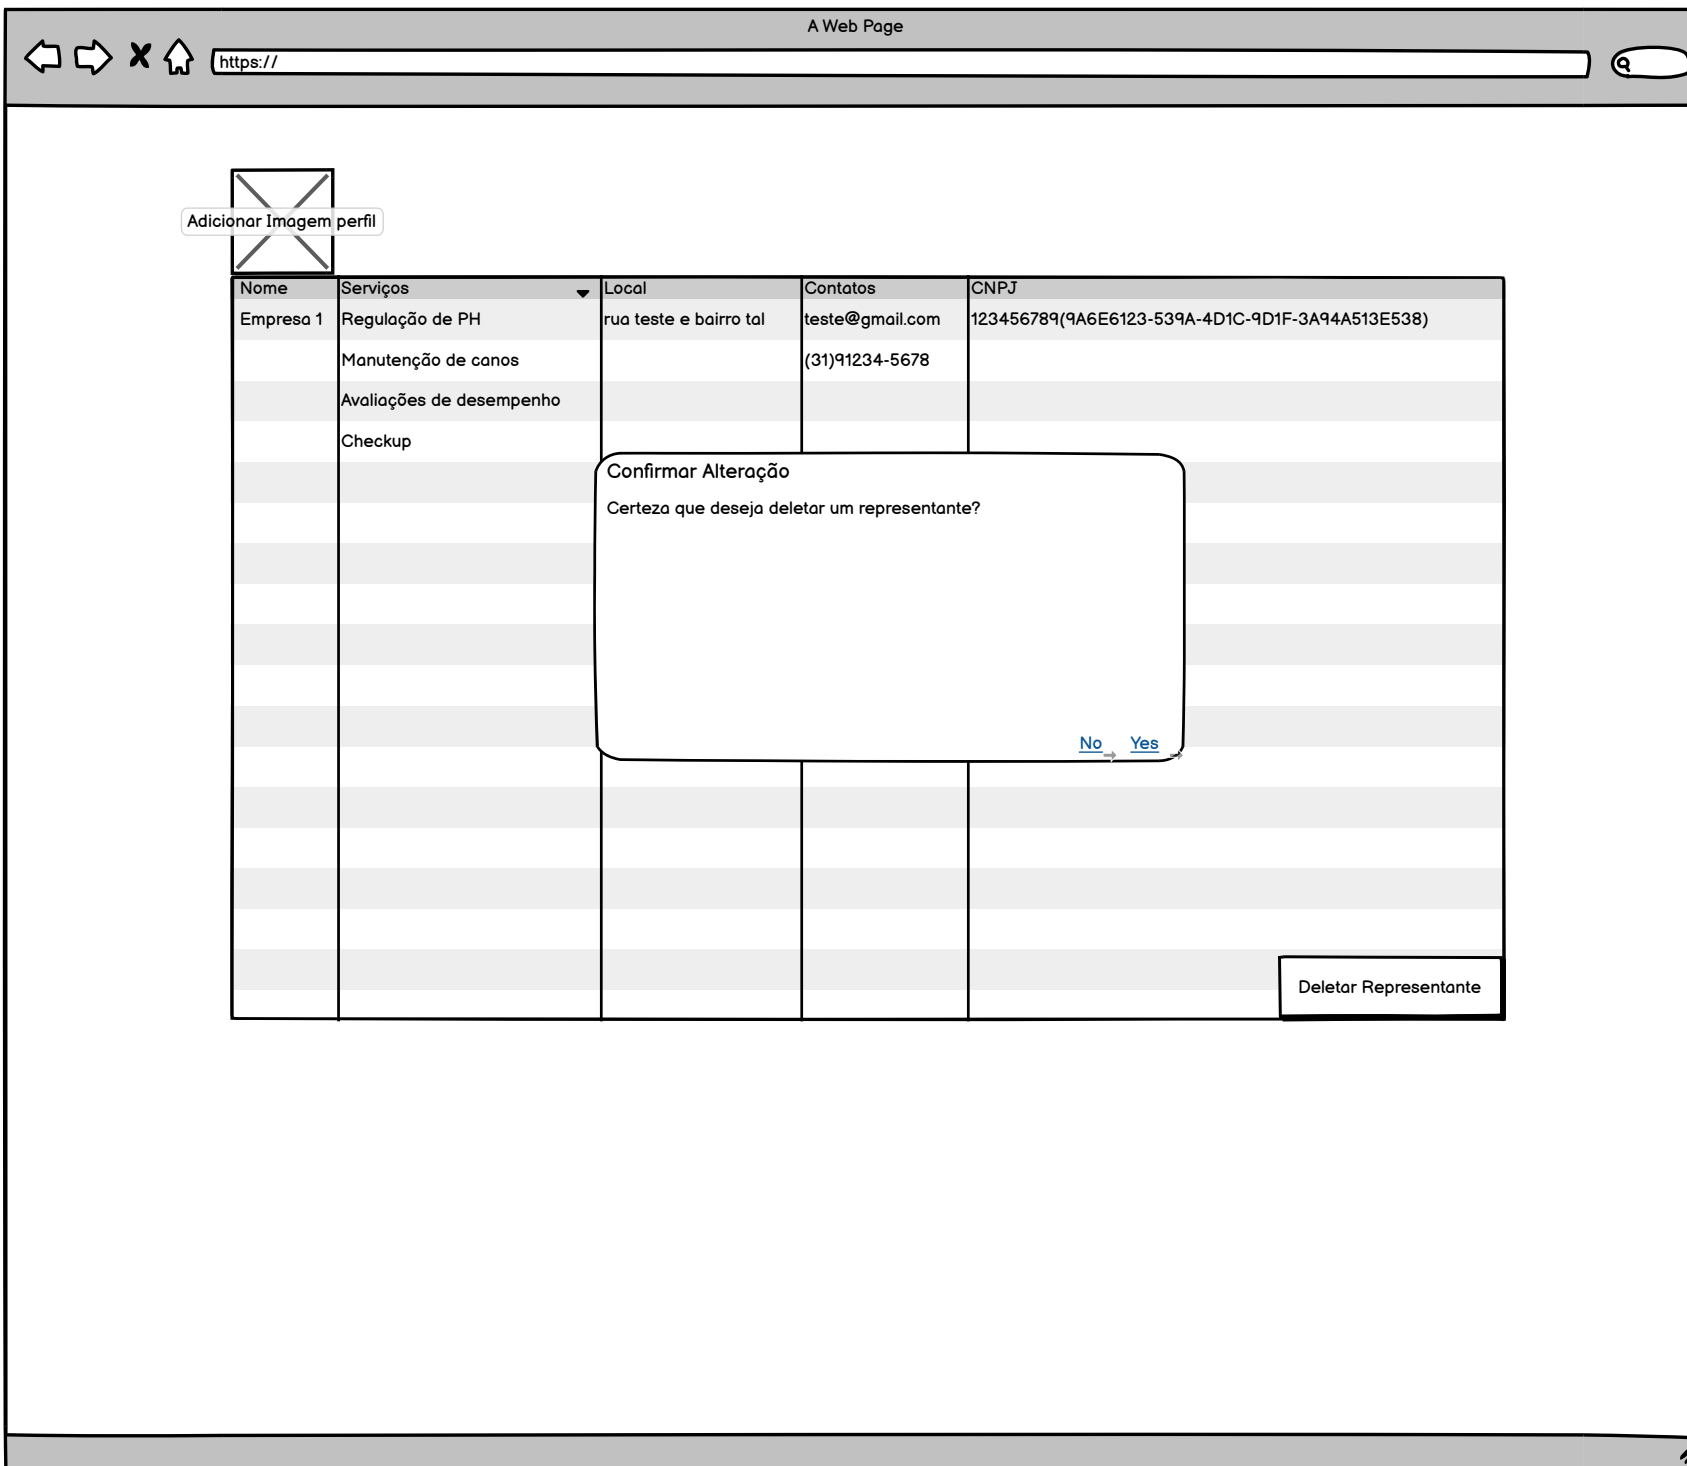 A Web Page
https://
Adicionar Imagem perfil
Nome Serviços Local Contatos CNPJ
Empresa 1 Regulação de PH rua teste e bairro tal teste@gmail.com 123456789(9A6E6123-539A-4D1C-9D1F-3A94A513E538)
Manutenção de canos (31)91234-5678
Avaliações de desempenho
Checkup
Confirmar Alteração
Certeza que deseja deletar um representante?
No Yes
Deletar Representante